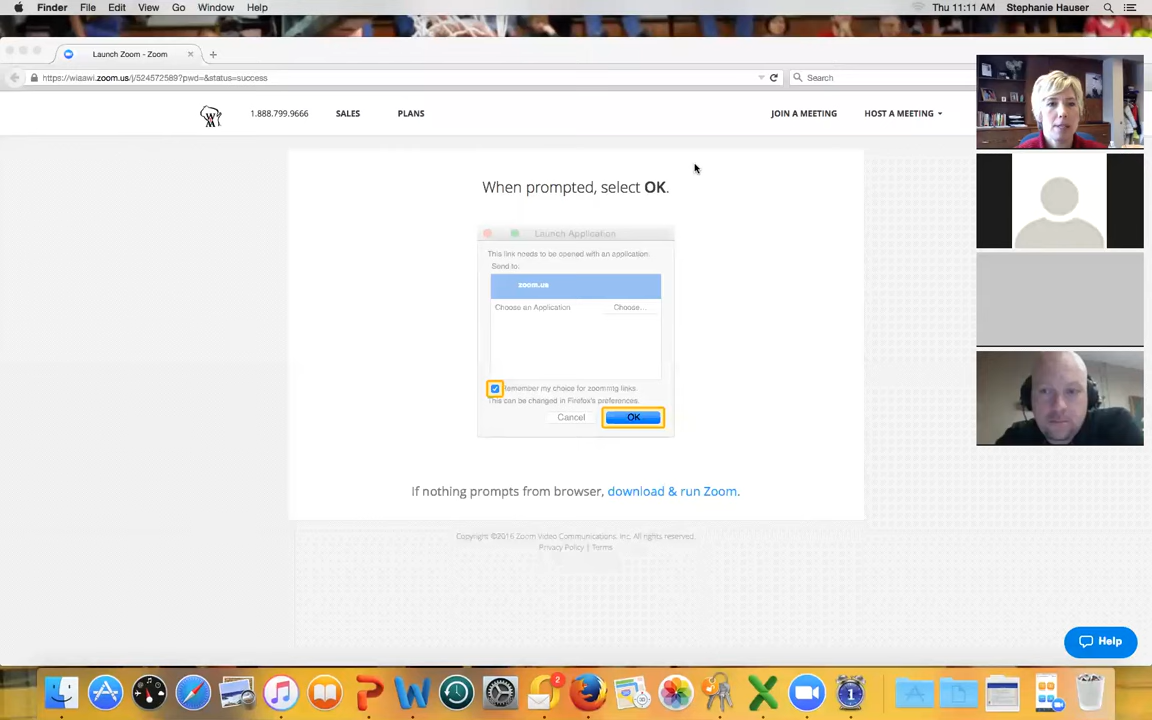 Finder File Edit View Go Window Help Thu 11:11 AM Stephanie Hauser
Launch Zoom - Zoom
https://wiaawi.zoom.us/j/524572589?pwd=&status=success
Search
1.888.799.9666 SALES PLANS JOIN A MEETING HOST A MEETING
When prompted, select OK.
Launch Application
This link needs to be opened with an application.
Send to:
zoom.us
Choose an Application Choose...
Remember my choice for zoommtg links.
This can be changed in Firefox's preferences.
Cancel OK
If nothing prompts from browser, download & run Zoom.
Copyright ©2016 Zoom Video Communications, Inc. All rights reserved.
Privacy Policy | Terms
Help
2
1